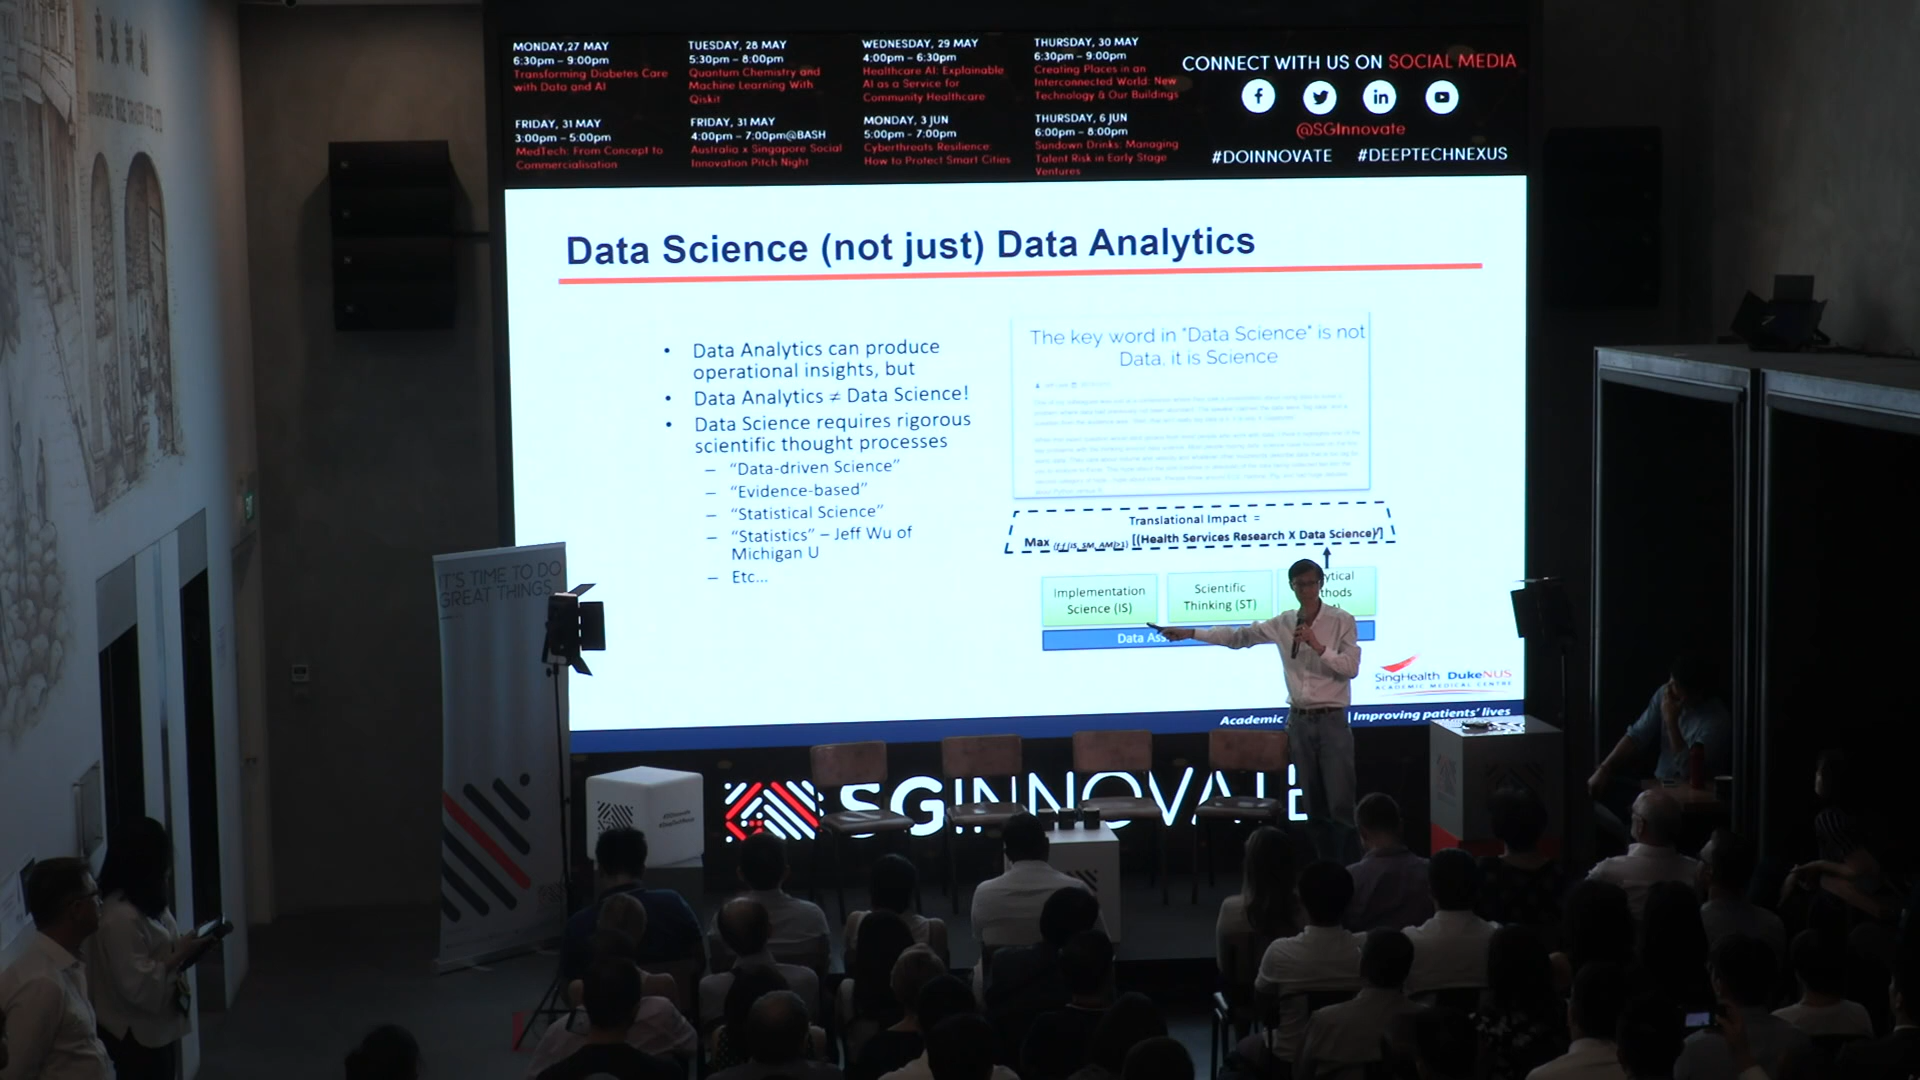 MONDAY, 27 MAY
6:30pm – 9:00pm
Transforming Diabetes Care
with Data and AI
TUESDAY, 28 MAY
5:30pm – 8:00pm
Quantum Chemistry and
Machine Learning With
Qiskit
WEDNESDAY, 29 MAY
4:00pm – 6:30pm
Healthcare AI: Explainable
AI as a Service for
Community Healthcare
THURSDAY, 30 MAY
6:30pm – 9:00pm
Creating Places in an
Interconnected World: New
Technology & Our Buildings
FRIDAY, 31 MAY
3:00pm – 5:00pm
MedTech: From Concept to
Commercialisation
FRIDAY, 31 MAY
4:00pm – 7:00pm@BASH
Australia x Singapore Social
Innovation Pitch Night
MONDAY, 3 JUN
5:00pm - 7:00pm
Cyberthreats Resilience:
How to Protect Smart Cities
THURSDAY, 6 JUN
6:00pm – 8:00pm
Sundown Drinks: Managing
Talent Risk in Early Stage
Ventures
CONNECT WITH US ON SOCIAL MEDIA
@SGInnovate
#DOINNOVATE #DEEPTECHNEXUS
Data Science (not just) Data Analytics
• Data Analytics can produce
operational insights, but
• Data Analytics ≠ Data Science!
• Data Science requires rigorous
scientific thought processes
– “Data-driven Science”
– “Evidence-based”
– “Statistical Science”
– “Statistics” – Jeff Wu of
Michigan U
– Etc...
The key word in "Data Science" is not
Data, it is Science
Translational Impact =
Max [(Health Services Research X Data Science)
Implementation
Science (IS)
Scientific
Thinking (ST)
Data
SingHealth DukeNUS
ACADEMIC MEDICAL CENTRE
Academic | Improving patients' lives
IT'S TIME TO DO
GREAT THINGS
SGINNOVATE